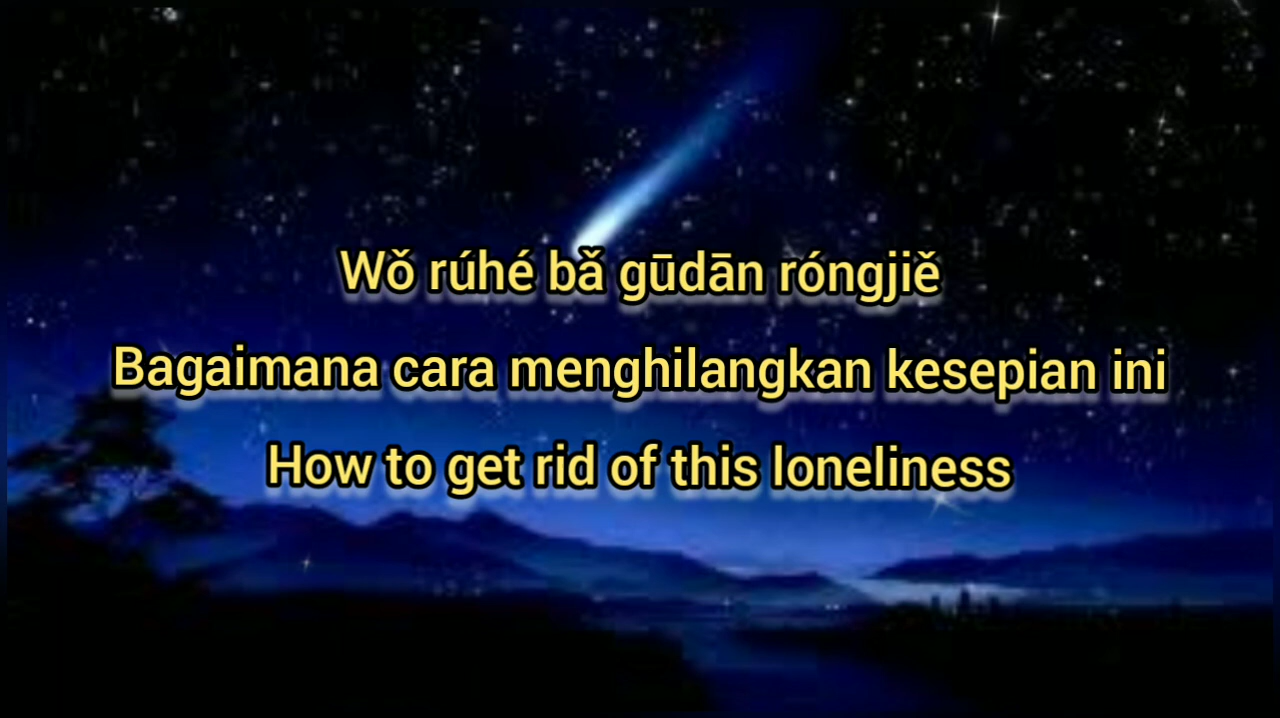 Wǒ rúhé bǎ gūdān róngjiě
Bagaimana cara menghilangkan kesepian ini
How to get rid of this loneliness